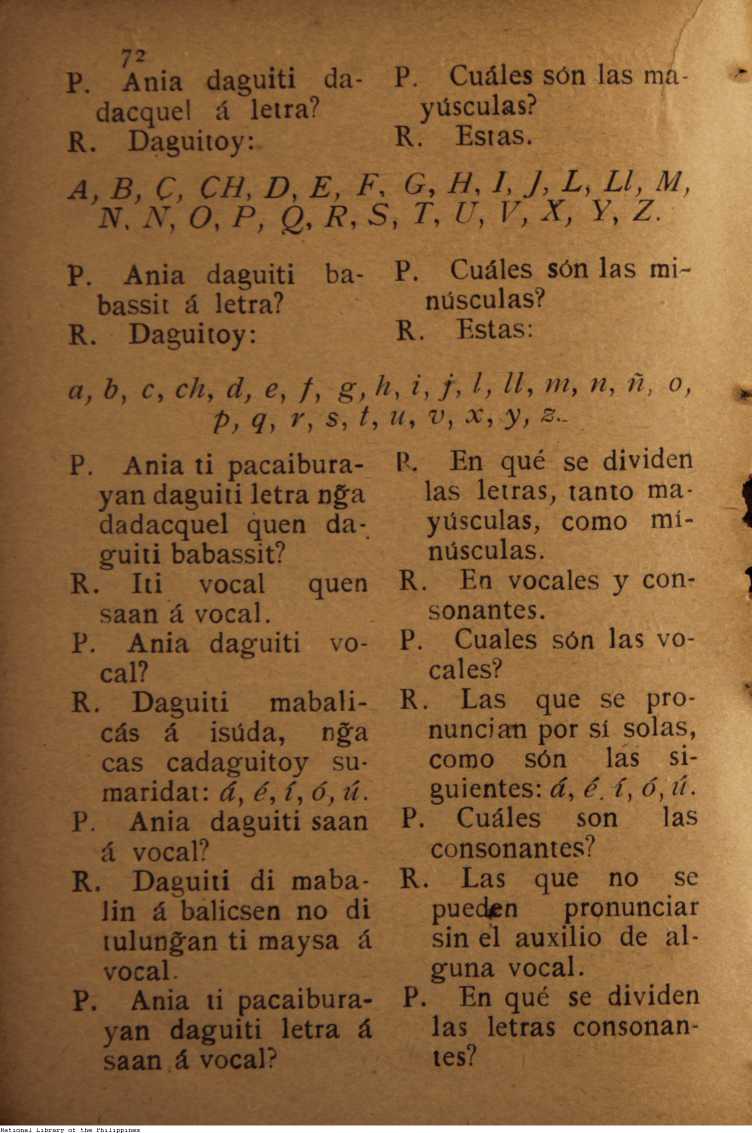 72
P. Ania daguiti da-
dacquel á letra?
R. Daguitoy:
P. Cuáles són las ma-
yúsculas?
R. Estas.
A, B, C, CH, D, E, F, G, H, I, J, L, Ll, M,
N, Ñ, O, P, Q, R, S, T, U, V, X, Y, Z.
P. Ania daguiti ba-
bassit á letra?
R. Daguitoy:
P. Cuáles són las mi-
núsculas?
R. Estas:
a, b, c, ch, d, e, f, g, h, i, j, l, ll, m, n, ñ, o,
p, q, r, s, t, u, v, x, y, z.
P. Ania ti pacaibura-
yan daguiti letra ng̃a
dadacquel quen da-
guiti babassit?
R. Iti vocal quen
saan á vocal.
P. Ania daguiti vo-
cal?
R. Daguiti mabali-
cás á isúda, ng̃a
cas cadaguitoy su-
maridat: á, é, í, ó, ú.
P. Ania daguiti saan
á vocal?
R. Daguiti di maba-
lin á balicsen no di
tulung̃an ti maysa á
vocal.
P. Ania ti pacaibura-
yan daguiti letra á
saan á vocal?
P. En qué se dividen
las letras, tanto ma-
yúsculas, como mi-
núsculas.
R. En vocales y con-
sonantes.
P. Cuales són las vo-
cales?
R. Las que se pro-
nuncian por sí solas,
como són las si-
guientes: á, é, í, ó, ú.
P. Cuáles son las
consonantes?
R. Las que no se
pueden pronunciar
sin el auxilio de al-
guna vocal.
P. En qué se dividen
las letras consonan-
tes?
National Library of the Philippines